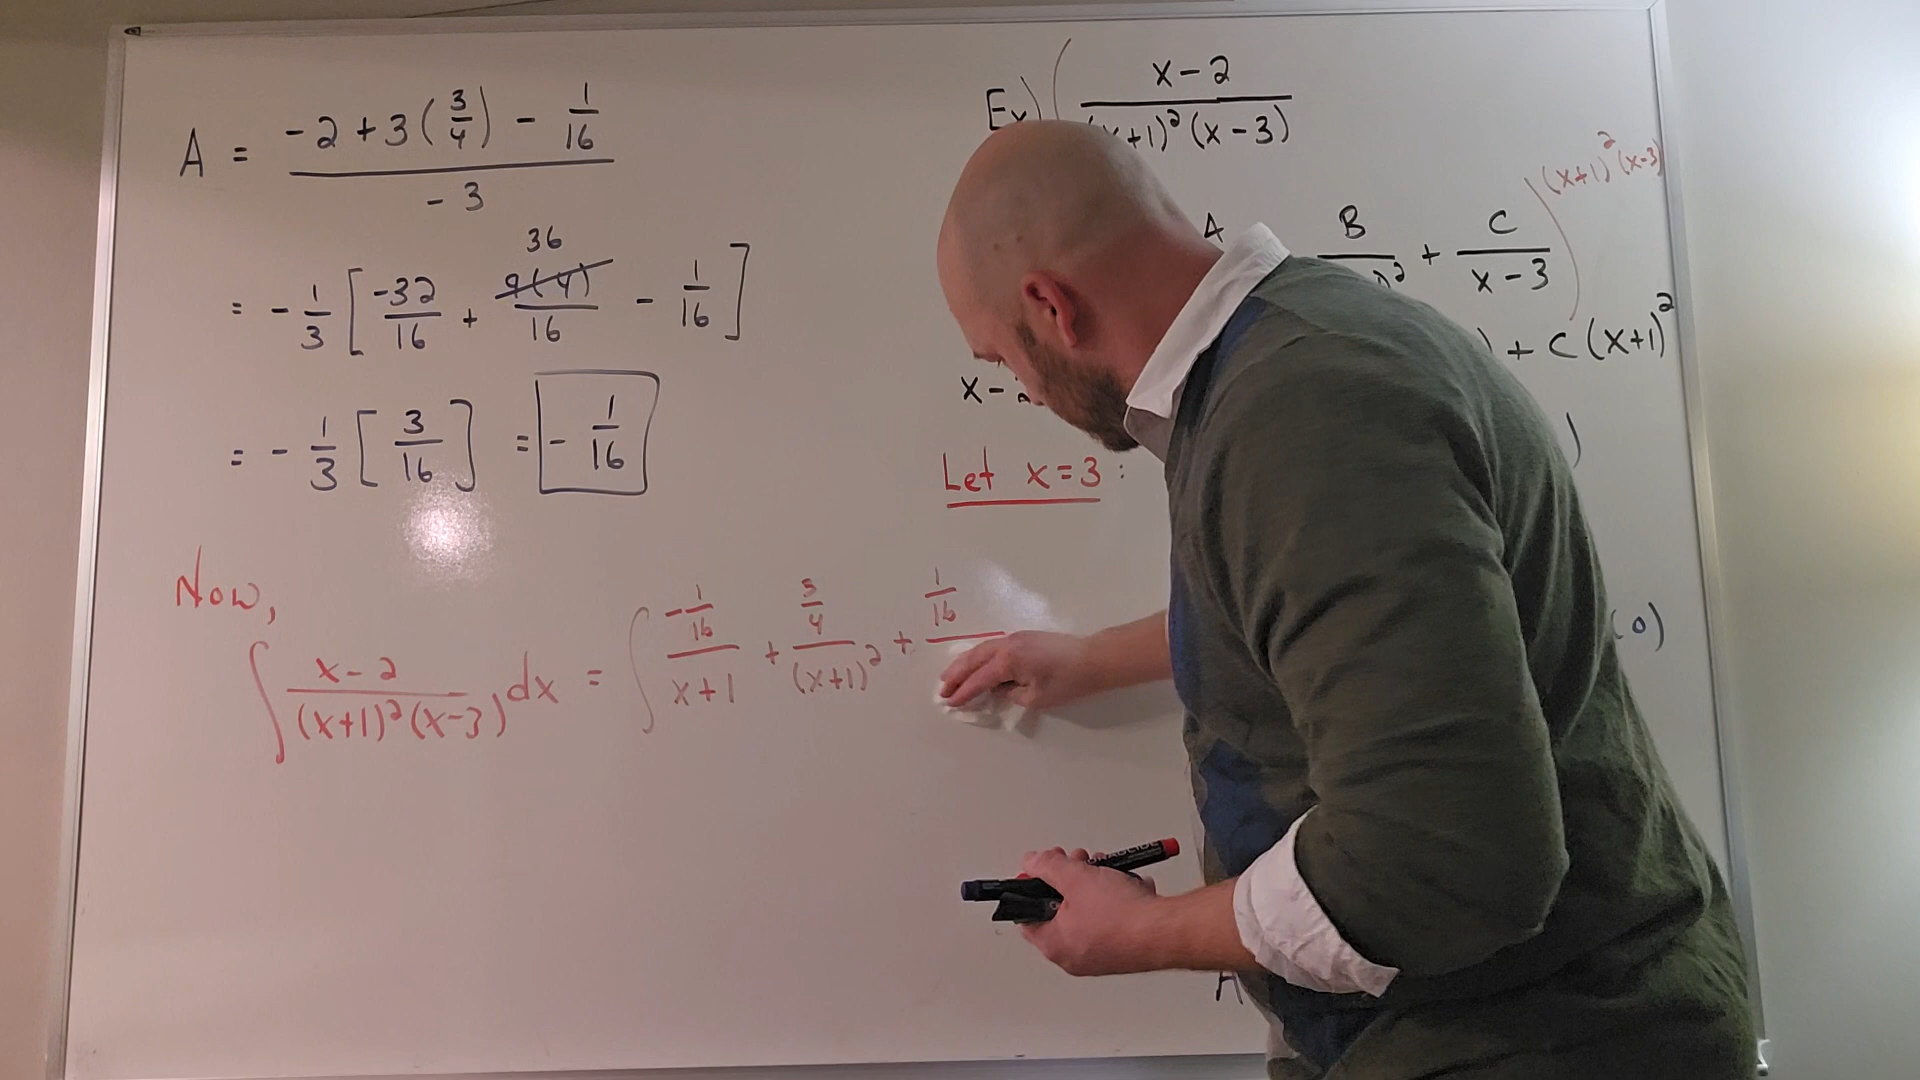 A = (-2 + 3(3/4) - 1/16) / -3
= -1/3 [ -32/16 + 9(4)/16 - 1/16 ]
36
= -1/3 [ 3/16 ] = - 1/16
Now,
∫ (x-2)/((x+1)²(x-3)) dx = ∫ (-1/16)/(x+1) + (3/4)/(x+1)² + (1/16)/
Ex) (x-2)/((x+1)²(x-3))
(x+1)²(x-3)
A B/( )² + C/(x-3)
) + C(x+1)²
x-2
)
Let x=3:
(0)
A